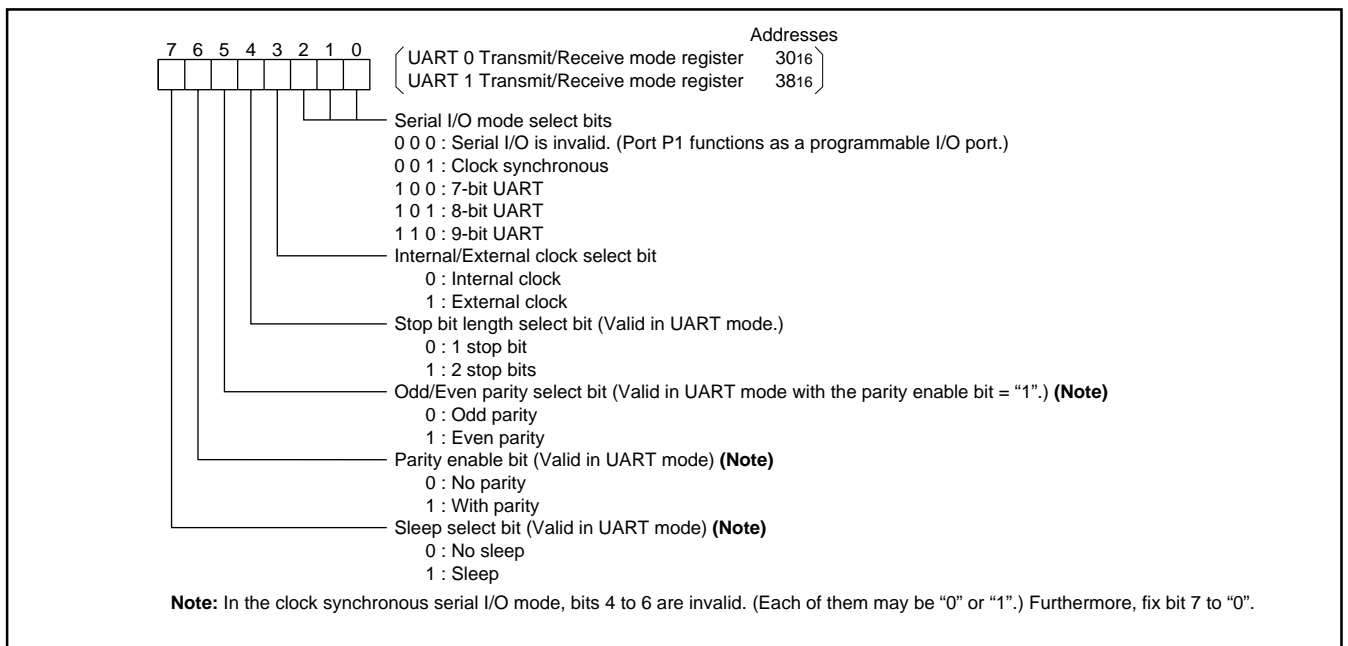 Addresses
7 6 5 4 3 2 1 0
UART 0 Transmit/Receive mode register 3016
UART 1 Transmit/Receive mode register 3816
Serial I/O mode select bits
0 0 0 : Serial I/O is invalid. (Port P1 functions as a programmable I/O port.)
0 0 1 : Clock synchronous
1 0 0 : 7-bit UART
1 0 1 : 8-bit UART
1 1 0 : 9-bit UART
Internal/External clock select bit
0 : Internal clock
1 : External clock
Stop bit length select bit (Valid in UART mode.)
0 : 1 stop bit
1 : 2 stop bits
Odd/Even parity select bit (Valid in UART mode with the parity enable bit = “1”.) (Note)
0 : Odd parity
1 : Even parity
Parity enable bit (Valid in UART mode) (Note)
0 : No parity
1 : With parity
Sleep select bit (Valid in UART mode) (Note)
0 : No sleep
1 : Sleep
Note: In the clock synchronous serial I/O mode, bits 4 to 6 are invalid. (Each of them may be “0” or “1”.) Furthermore, fix bit 7 to “0”.